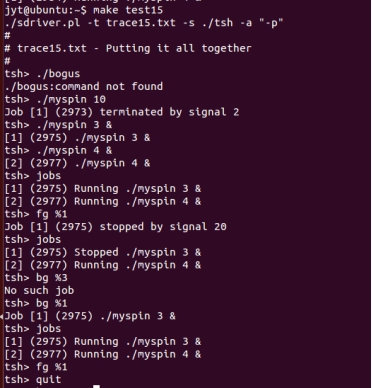 jyt@ubuntu:~$ make test15
./sdriver.pl -t trace15.txt -s ./tsh -a "-p"
#
# trace15.txt - Putting it all together
#
tsh> ./bogus
./bogus:command not found
tsh> ./myspin 10
Job [1] (2973) terminated by signal 2
tsh> ./myspin 3 &
[1] (2975) ./myspin 3 &
tsh> ./myspin 4 &
[2] (2977) ./myspin 4 &
tsh> jobs
[1] (2975) Running ./myspin 3 &
[2] (2977) Running ./myspin 4 &
tsh> fg %1
Job [1] (2975) stopped by signal 20
tsh> jobs
[1] (2975) Stopped ./myspin 3 &
[2] (2977) Running ./myspin 4 &
tsh> bg %3
No such job
tsh> bg %1
Job [1] (2975) ./myspin 3 &
tsh> jobs
[1] (2975) Running ./myspin 3 &
[2] (2977) Running ./myspin 4 &
tsh> fg %1
tsh> quit